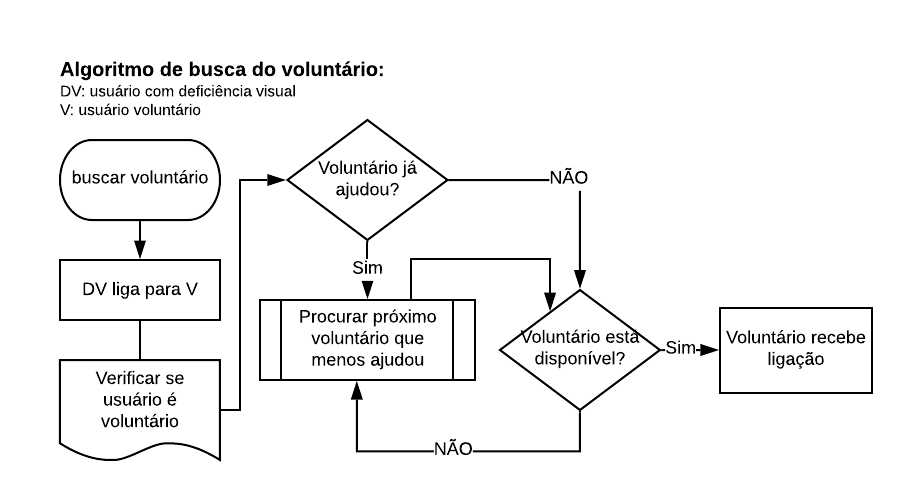 Algoritmo de busca do voluntário:
DV: usuário com deficiência visual
V: usuário voluntário
buscar voluntário
DV liga para V
Verificar se
usuário é
voluntário
Voluntário já
ajudou?
NÃO
Sim
Procurar próximo
voluntário que
menos ajudou
Voluntário está
disponível?
Sim
Voluntário recebe
ligação
NÃO